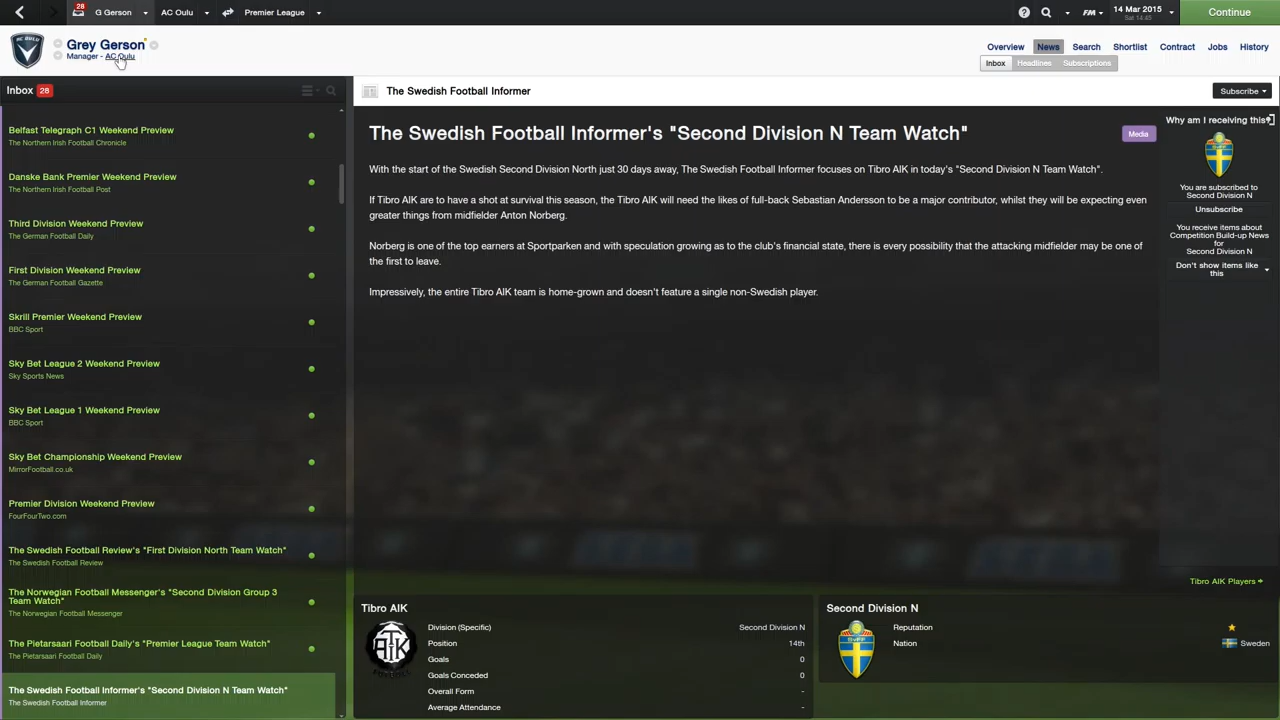 28
G Gerson
AC Oulu
Premier League
FM
14 Mar 2015
Sat 14:45
Continue
AC OULU
Grey Gerson
Manager - AC Oulu
Overview
News
Search
Shortlist
Contract
Jobs
History
Inbox
Headlines
Subscriptions
Inbox 28
Belfast Telegraph C1 Weekend Preview
The Northern Irish Football Chronicle
Danske Bank Premier Weekend Preview
The Northern Irish Football Post
Third Division Weekend Preview
The German Football Daily
First Division Weekend Preview
The German Football Gazette
Skrill Premier Weekend Preview
BBC Sport
Sky Bet League 2 Weekend Preview
Sky Sports News
Sky Bet League 1 Weekend Preview
BBC Sport
Sky Bet Championship Weekend Preview
MirrorFootball.co.uk
Premier Division Weekend Preview
FourFourTwo.com
The Swedish Football Review's "First Division North Team Watch"
The Swedish Football Review
The Norwegian Football Messenger's "Second Division Group 3
Team Watch"
The Norwegian Football Messenger
The Pietarsaari Football Daily's "Premier League Team Watch"
The Pietarsaari Football Daily
The Swedish Football Informer's "Second Division N Team Watch"
The Swedish Football Informer
The Swedish Football Informer
Subscribe
The Swedish Football Informer's "Second Division N Team Watch"
Media
With the start of the Swedish Second Division North just 30 days away, The Swedish Football Informer focuses on Tibro AIK in today's "Second Division N Team Watch".
If Tibro AIK are to have a shot at survival this season, the Tibro AIK will need the likes of full-back Sebastian Andersson to be a major contributor, whilst they will be expecting even
greater things from midfielder Anton Norberg.
Norberg is one of the top earners at Sportparken and with speculation growing as to the club's financial state, there is every possibility that the attacking midfielder may be one of
the first to leave.
Impressively, the entire Tibro AIK team is home-grown and doesn't feature a single non-Swedish player.
Why am I receiving this?
You are subscribed to
Second Division N
Unsubscribe
You receive items about
Competition Build-up News
for
Second Division N
Don't show items like
this
Tibro AIK Players
Tibro AIK
Division (Specific) Second Division N
Position 14th
Goals 0
Goals Conceded 0
Overall Form -
Average Attendance -
Second Division N
SvFF
Reputation
Nation Sweden